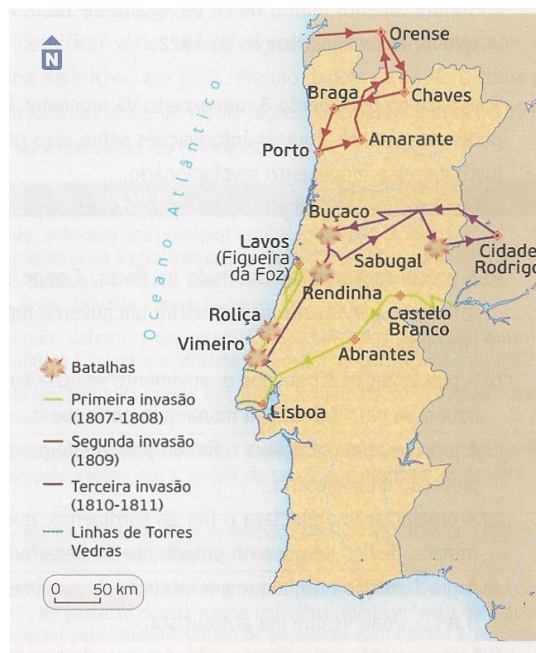 N
Orense
Braga
Chaves
Porto
Amarante
Oceano Atlântico
Buçaco
Lavos
(Figueira
da Foz)
Sabugal
Cidade
Rodrigo
Rendinha
Castelo
Branco
Roliça
Vimeiro
Abrantes
Lisboa
Batalhas
Primeira invasão
(1807-1808)
Segunda invasão
(1809)
Terceira invasão
(1810-1811)
Linhas de Torres
Vedras
0 50 km